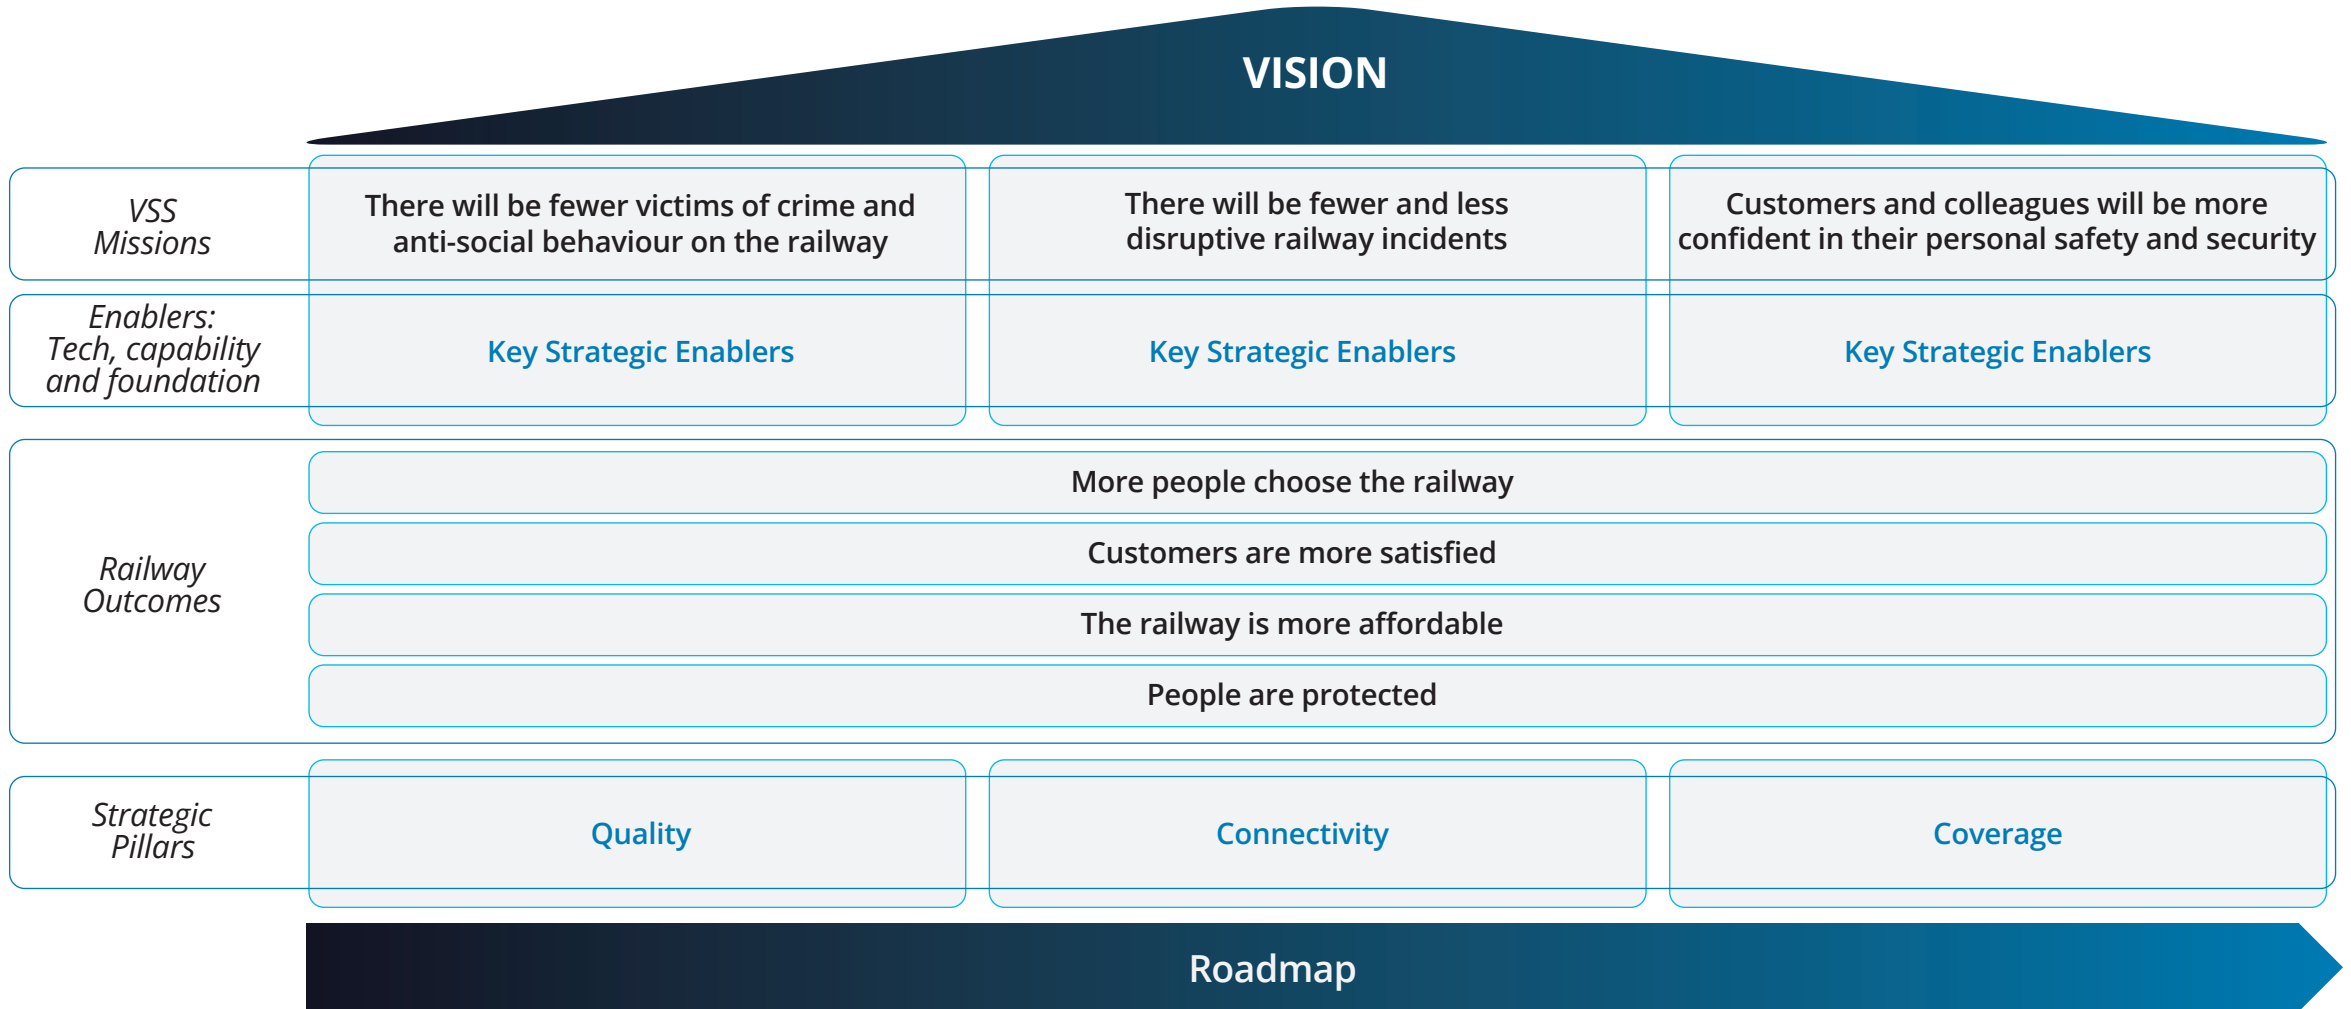 VISION
VSS
Missions
There will be fewer victims of crime and
anti-social behaviour on the railway
There will be fewer and less
disruptive railway incidents
Customers and colleagues will be more
confident in their personal safety and security
Enablers:
Tech, capability
and foundation
Key Strategic Enablers
Key Strategic Enablers
Key Strategic Enablers
Railway
Outcomes
More people choose the railway
Customers are more satisfied
The railway is more affordable
People are protected
Strategic
Pillars
Quality
Connectivity
Coverage
Roadmap